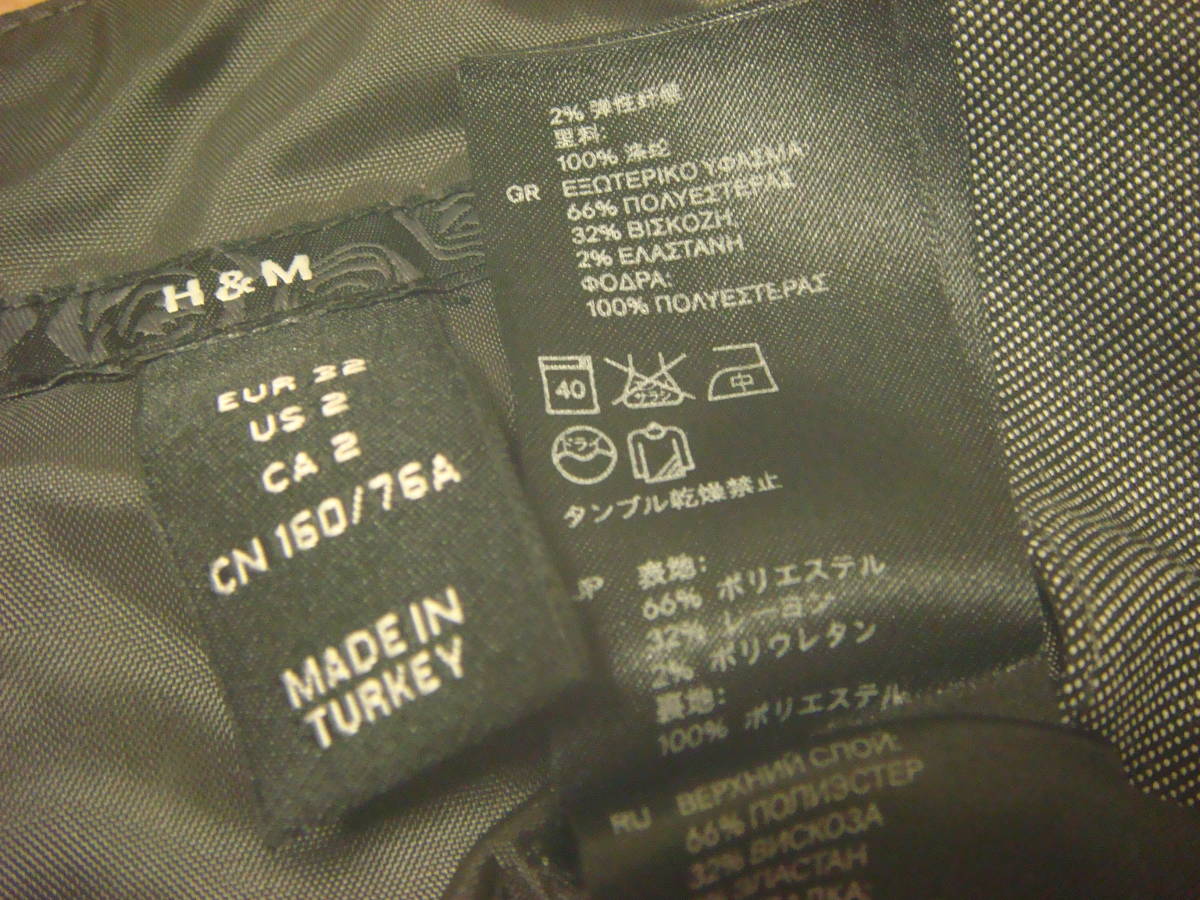 H & M
EUR 32
US 2
CA 2
CN 160/76A
MADE IN
TURKEY
2% 弹性纤维
里料:
100% 涤纶
GR ΕΞΩΤΕΡΙΚΟ ΥΦΑΣΜΑ:
66% ΠΟΛΥΕΣΤΕΡΑΣ
32% ΒΙΣΚΟΖΗ
2% ΕΛΑΣΤΑΝΗ
ΦΟΔΡΑ:
100% ΠΟΛΥΕΣΤΕΡΑΣ
40 サラシ 中
ドライ
タンブル乾燥禁止
JP 表地:
66% ポリエステル
32% レーヨン
2% ポリウレタン
裏地:
100% ポリエステル
RU ВЕРХНИЙ СЛОЙ:
66% ПОЛИЭСТЕР
32% ВИСКОЗА
ЭЛАСТАН